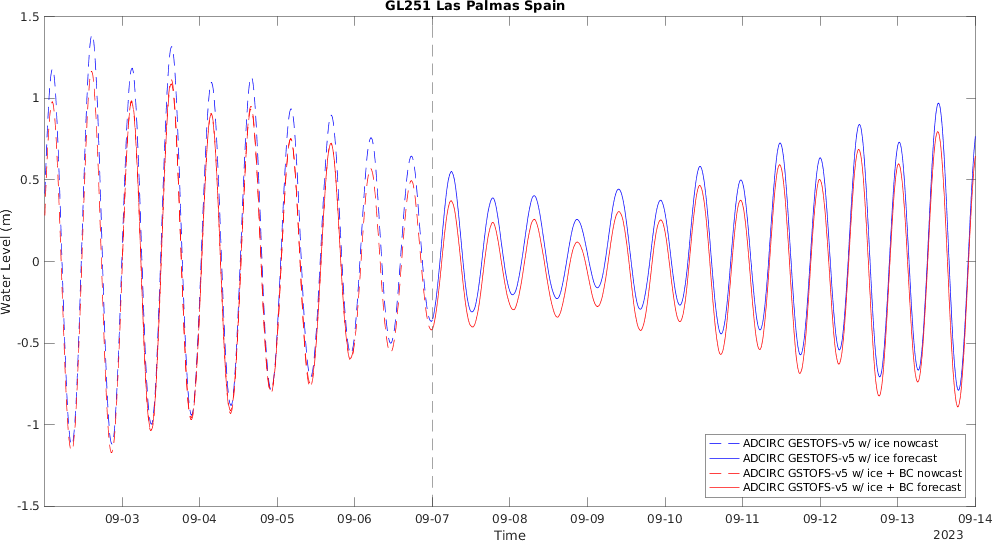 GL251 Las Palmas Spain
1.5
1
0.5
0
-0.5
-1
-1.5
Water Level (m)
09-03 09-04 09-05 09-06 09-07 09-08 09-09 09-10 09-11 09-12 09-13 09-14
Time
2023
ADCIRC GESTOFS-v5 w/ ice nowcast
ADCIRC GESTOFS-v5 w/ ice forecast
ADCIRC GSTOFS-v5 w/ ice + BC nowcast
ADCIRC GSTOFS-v5 w/ ice + BC forecast